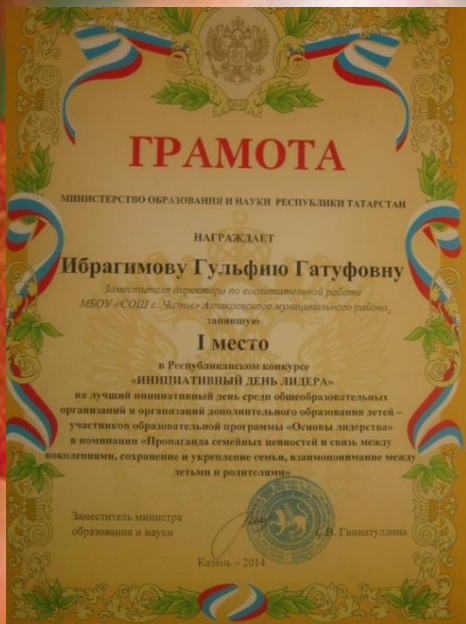 ГРАМОТА
МИНИСТЕРСТВО ОБРАЗОВАНИЯ И НАУКИ РЕСПУБЛИКИ ТАТАРСТАН
НАГРАЖДАЕТ
Ибрагимову Гульфию Гатуфовну
Заместителя директора по воспитательной работе
МБОУ «СОШ с. Чалпы» Азнакаевского муниципального района,
занявшую
I место
в Республиканском конкурсе
«ИНИЦИАТИВНЫЙ ДЕНЬ ЛИДЕРА»
на лучший инициативный день среди общеобразовательных
организаций и организаций дополнительного образования детей –
участников образовательной программы «Основы лидерства»
в номинации «Пропаганда семейных ценностей и связь между
поколениями, сохранение и укрепление семьи, взаимопонимание между
детьми и родителями»
Заместитель министра
образования и науки
С.В. Гиниатуллина
Казань – 2014